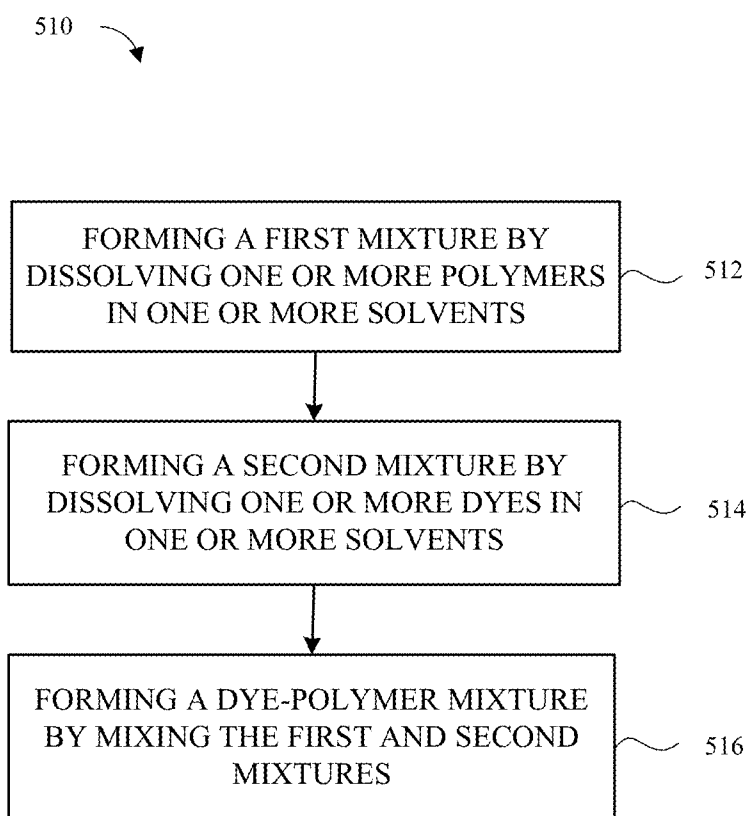 510
FORMING A FIRST MIXTURE BY
DISSOLVING ONE OR MORE POLYMERS
IN ONE OR MORE SOLVENTS
512
FORMING A SECOND MIXTURE BY
DISSOLVING ONE OR MORE DYES IN
ONE OR MORE SOLVENTS
514
FORMING A DYE-POLYMER MIXTURE
BY MIXING THE FIRST AND SECOND
MIXTURES
516